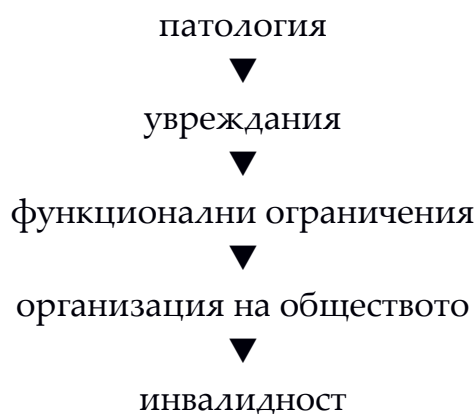 патология
увреждания
функционални ограничения
организация на обществото
инвалидност